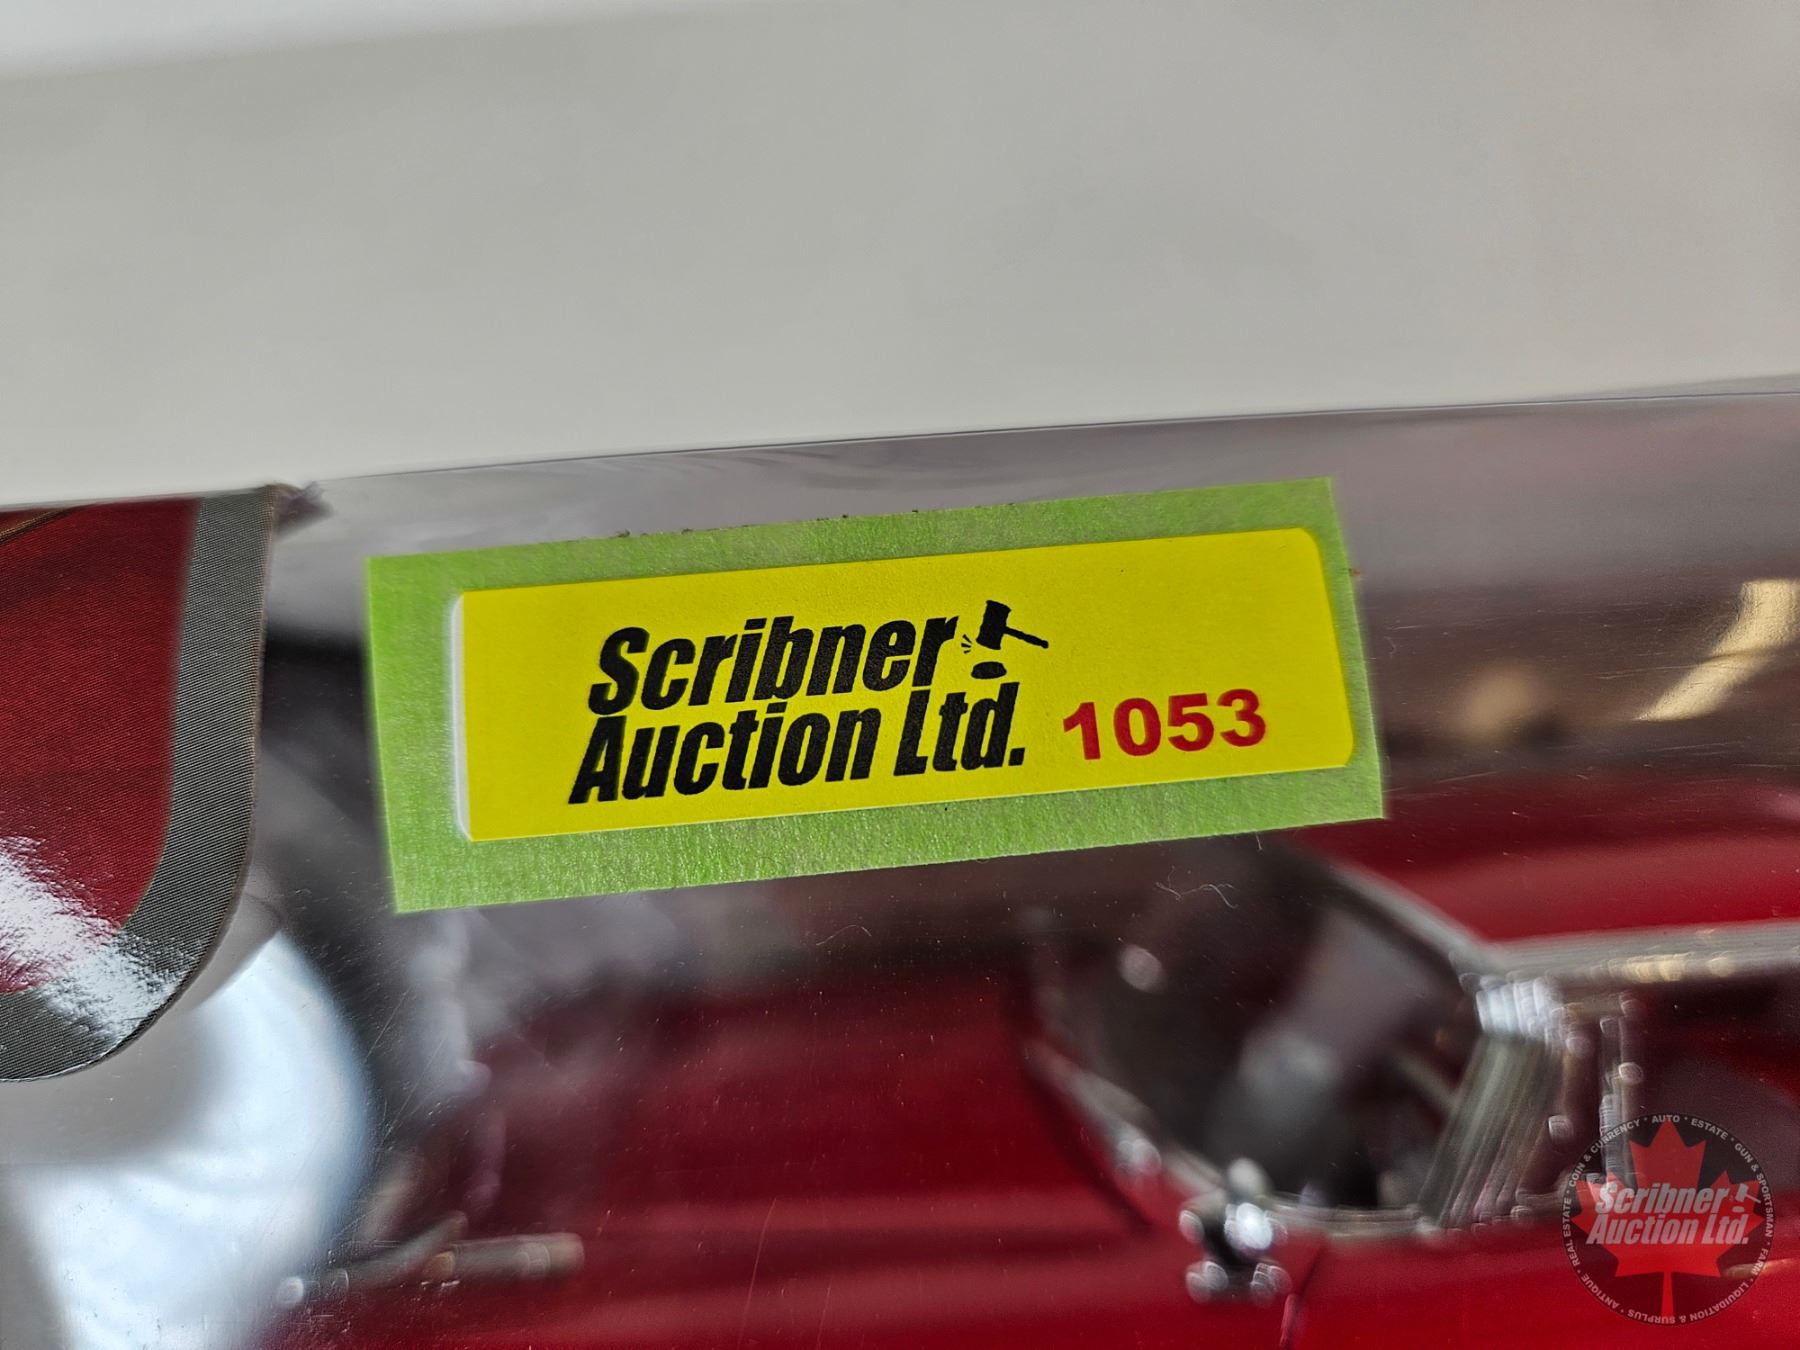 Scribner
Auction Ltd. 1053
COIN & CURRENCY * AUTO * ESTATE * GUN & SPORTSMAN * FARM * LIQUIDATION & SURPLUS * ANTIQUE * REAL ESTATE *
Scribner
Auction Ltd.